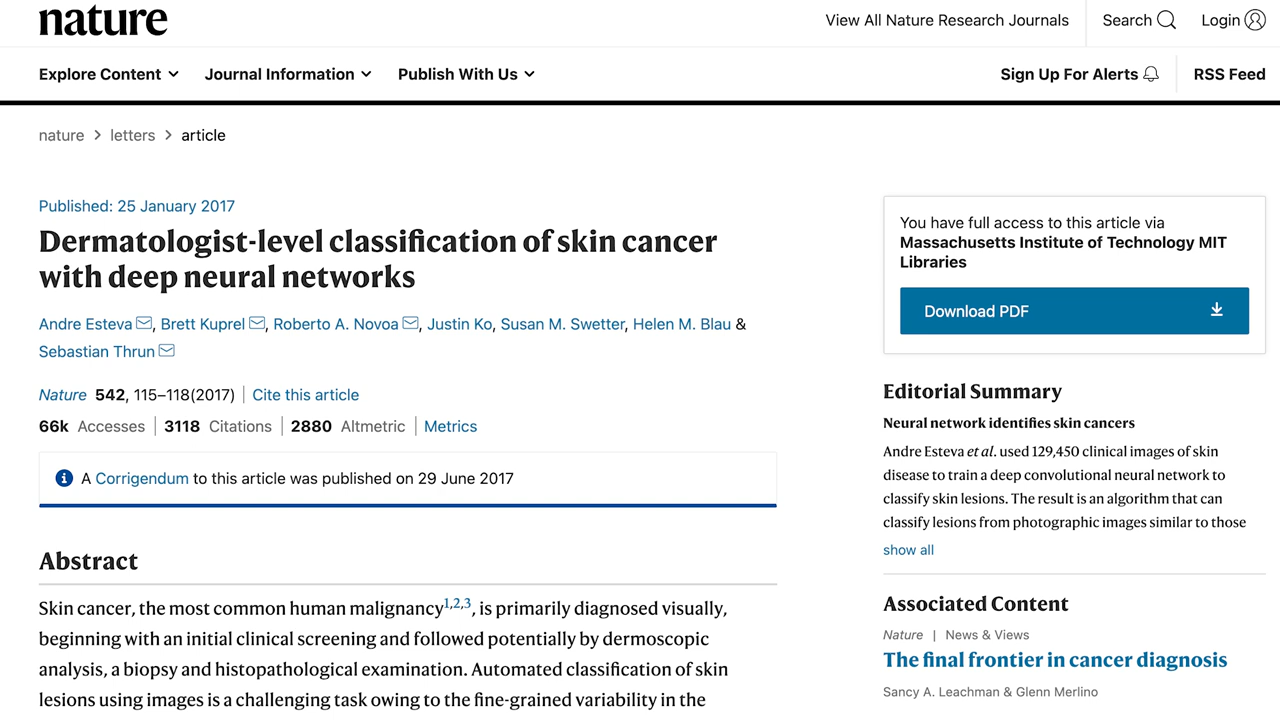 nature
View All Nature Research Journals
Search
Login
Explore Content
Journal Information
Publish With Us
Sign Up For Alerts
RSS Feed
nature > letters > article
Published: 25 January 2017
Dermatologist-level classification of skin cancer
with deep neural networks
Andre Esteva, Brett Kuprel, Roberto A. Novoa, Justin Ko, Susan M. Swetter, Helen M. Blau &
Sebastian Thrun
Nature 542, 115–118(2017) | Cite this article
66k Accesses | 3118 Citations | 2880 Altmetric | Metrics
A Corrigendum to this article was published on 29 June 2017
Abstract
Skin cancer, the most common human malignancy1,2,3, is primarily diagnosed visually,
beginning with an initial clinical screening and followed potentially by dermoscopic
analysis, a biopsy and histopathological examination. Automated classification of skin
lesions using images is a challenging task owing to the fine-grained variability in the
You have full access to this article via
Massachusetts Institute of Technology MIT
Libraries
Download PDF
Editorial Summary
Neural network identifies skin cancers
Andre Esteva et al. used 129,450 clinical images of skin
disease to train a deep convolutional neural network to
classify skin lesions. The result is an algorithm that can
classify lesions from photographic images similar to those
show all
Associated Content
Nature | News & Views
The final frontier in cancer diagnosis
Sancy A. Leachman & Glenn Merlino